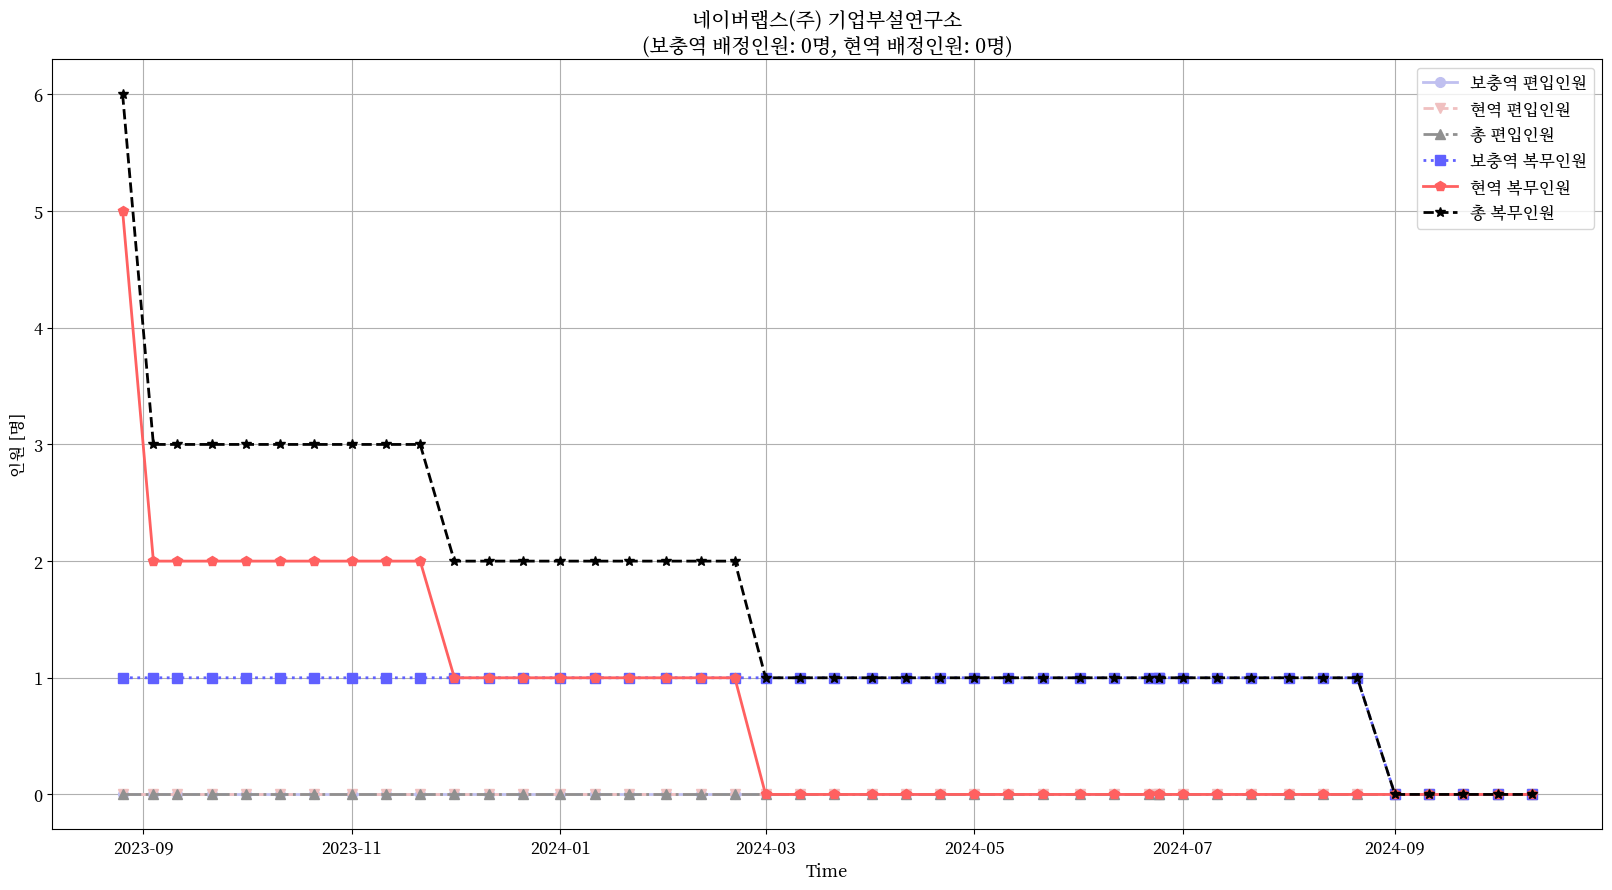 네이버랩스(주) 기업부설연구소
(보충역 배정인원: 0명, 현역 배정인원: 0명)
보충역 편입인원
현역 편입인원
총 편입인원
보충역 복무인원
현역 복무인원
총 복무인원
인원 [명]
6
5
4
3
2
1
0
2023-09
2023-11
2024-01
2024-03
2024-05
2024-07
2024-09
Time